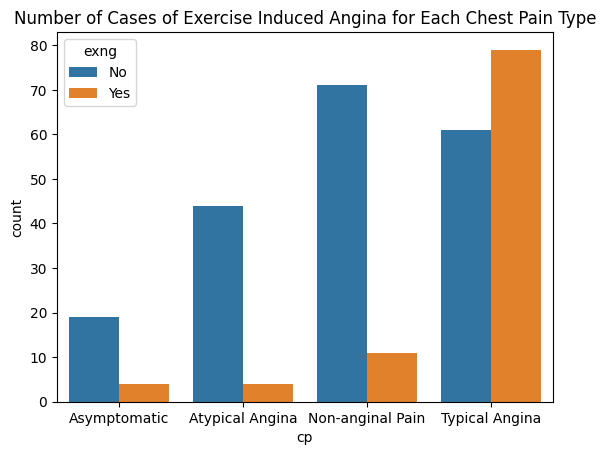 Number of Cases of Exercise Induced Angina for Each Chest Pain Type
exng
No
Yes
80
70
60
50
40
30
20
10
0
count
Asymptomatic Atypical Angina Non-anginal Pain Typical Angina
cp